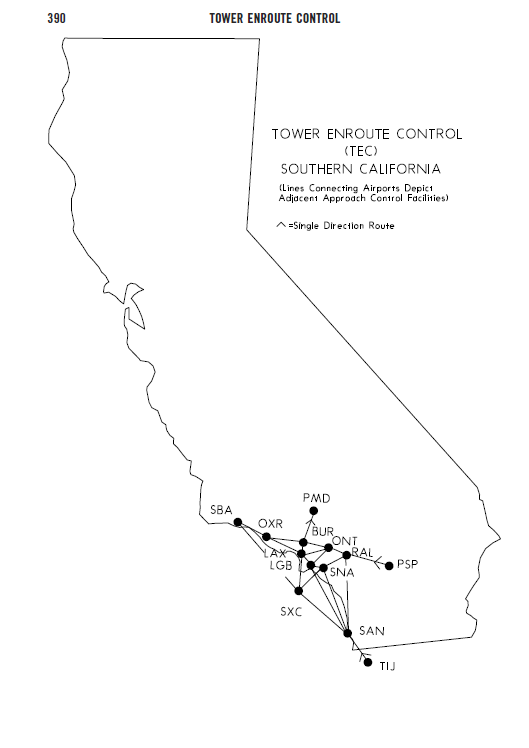 390
TOWER ENROUTE CONTROL
TOWER ENROUTE CONTROL
(TEC)
SOUTHERN CALIFORNIA
(Lines Connecting Airports Depict
Adjacent Approach Control Facilities)
^=Single Direction Route
PMD
SBA
OXR
BUR
ONT
LAX
RAL
LGB
PSP
SNA
SXC
SAN
TIJ